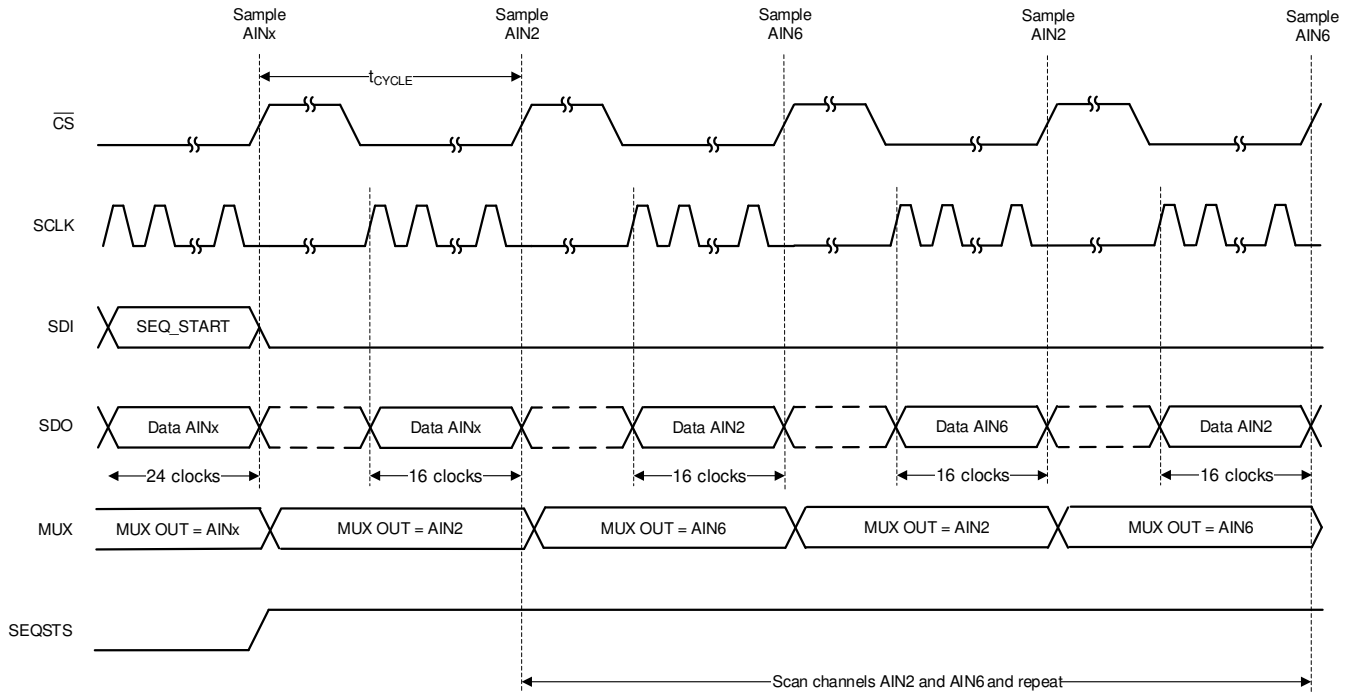 Sample
AINx
Sample
AIN2
Sample
AIN6
Sample
AIN2
Sample
AIN6
tCYCLE
CS
SCLK
SDI
SEQ_START
SDO
Data AINx
Data AINx
Data AIN2
Data AIN6
Data AIN2
24 clocks
16 clocks
16 clocks
16 clocks
16 clocks
MUX
MUX OUT = AINx
MUX OUT = AIN2
MUX OUT = AIN6
MUX OUT = AIN2
MUX OUT = AIN6
SEQSTS
Scan channels AIN2 and AIN6 and repeat